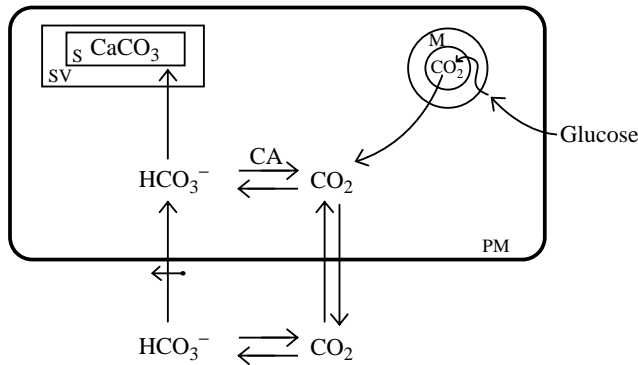 CaCO₃
S
SV
M
CO₂
Glucose
CA
HCO₃⁻
CO₂
PM
HCO₃⁻
CO₂